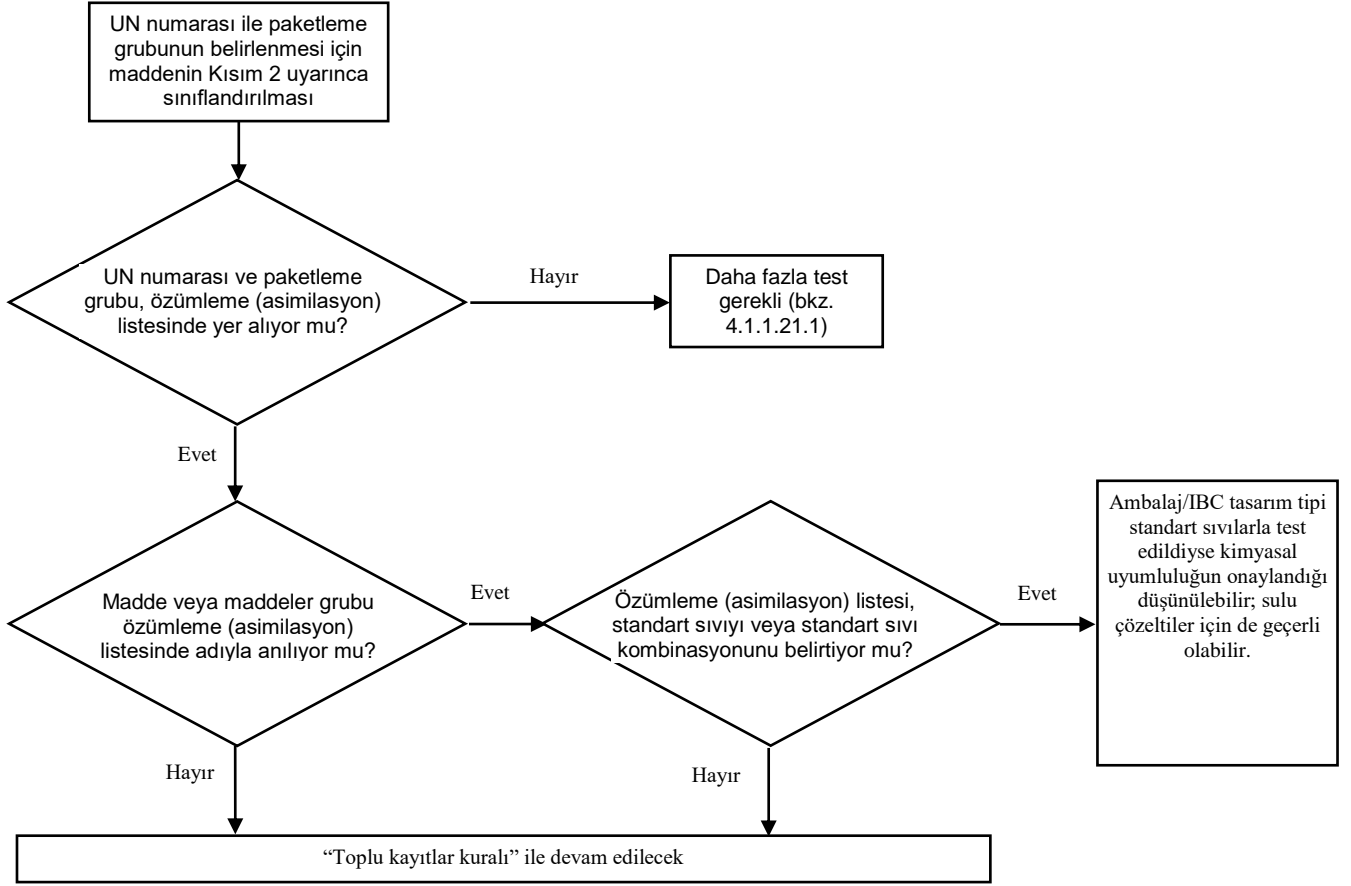 UN numarası ile paketleme
grubunun belirlenmesi için
maddenin Kısım 2 uyarınca
sınıflandırılması
UN numarası ve paketleme
grubu, özümleme (asimilasyon)
listesinde yer alıyor mu?
Hayır
Daha fazla test
gerekli (bkz.
4.1.1.21.1)
Evet
Madde veya maddeler grubu
özümleme (asimilasyon)
listesinde adıyla anılıyor mu?
Evet
Özümleme (asimilasyon) listesi,
standart sıvıyı veya standart sıvı
kombinasyonunu belirtiyor mu?
Evet
Ambalaj/IBC tasarım tipi
standart sıvılarla test
edildiyse kimyasal
uyumluluğun onaylandığı
düşünülebilir; sulu
çözeltiler için de geçerli
olabilir.
Hayır
Hayır
“Toplu kayıtlar kuralı” ile devam edilecek